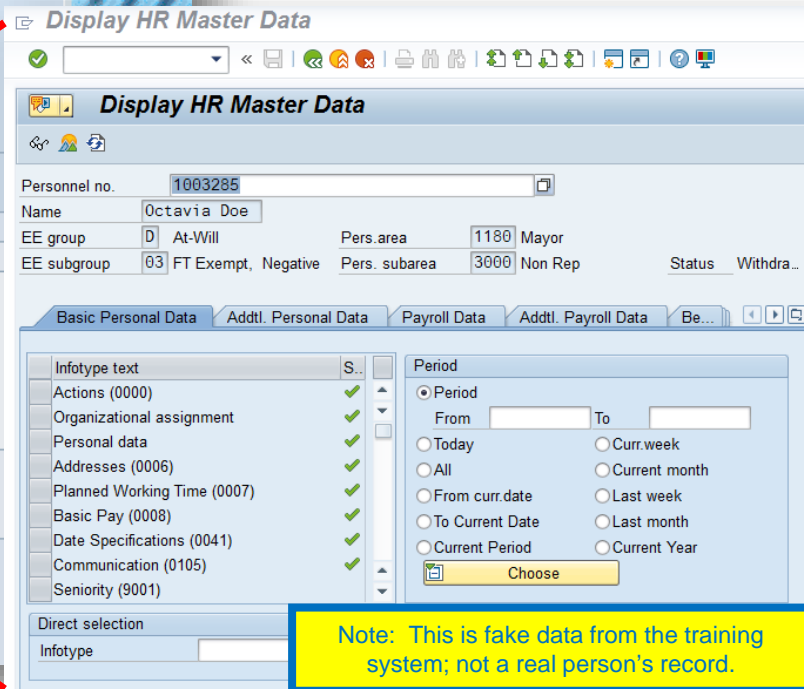 Display HR Master Data
Display HR Master Data
Personnel no. 1003285
Name Octavia Doe
EE group D At-Will Pers.area 1180 Mayor
EE subgroup 03 FT Exempt, Negative Pers. subarea 3000 Non Rep Status Withdra...
Basic Personal Data Addtl. Personal Data Payroll Data Addtl. Payroll Data Be...
Infotype text S.. Period
Actions (0000) Period
Organizational assignment From To
Personal data Today Curr.week
Addresses (0006) All Current month
Planned Working Time (0007) From curr.date Last week
Basic Pay (0008) To Current Date Last month
Date Specifications (0041) Current Period Current Year
Communication (0105) Choose
Seniority (9001)
Direct selection
Infotype
Note: This is fake data from the training
system; not a real person's record.